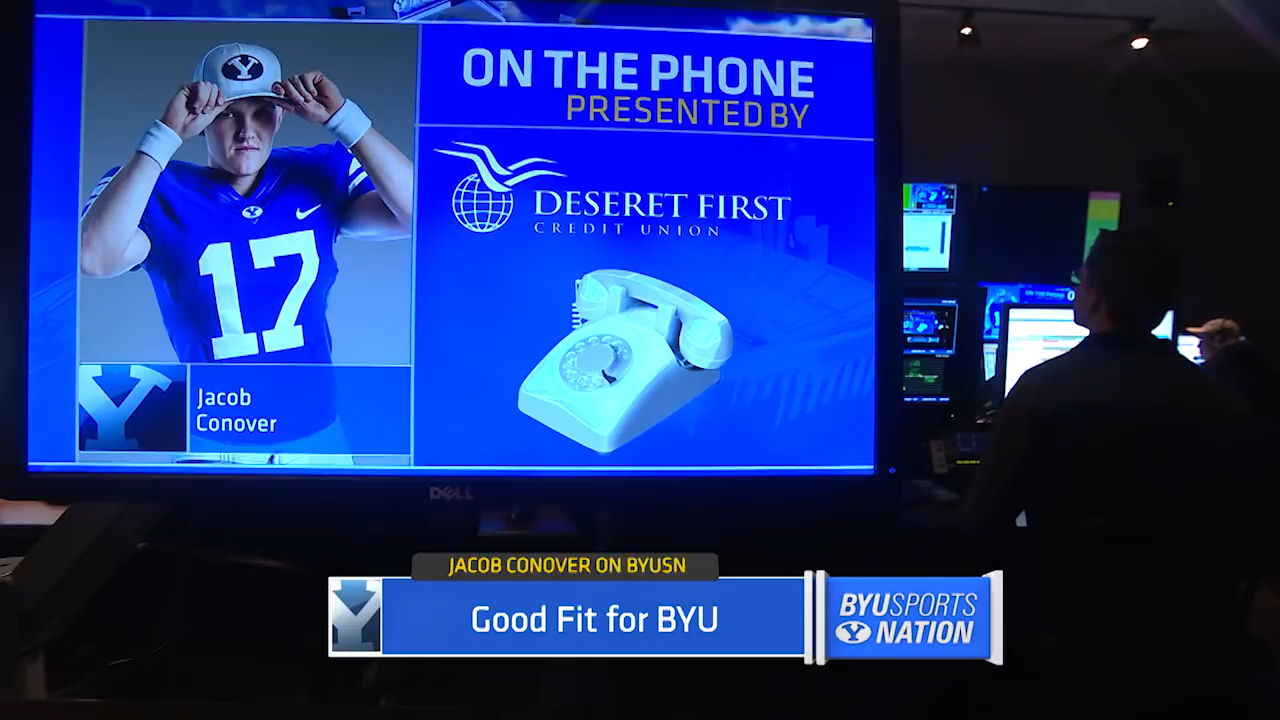 ON THE PHONE
PRESENTED BY
DESERET FIRST
CREDIT UNION
Y
17
Jacob
Conover
DELL
JACOB CONOVER ON BYUSN
Good Fit for BYU
BYUSPORTS
NATION